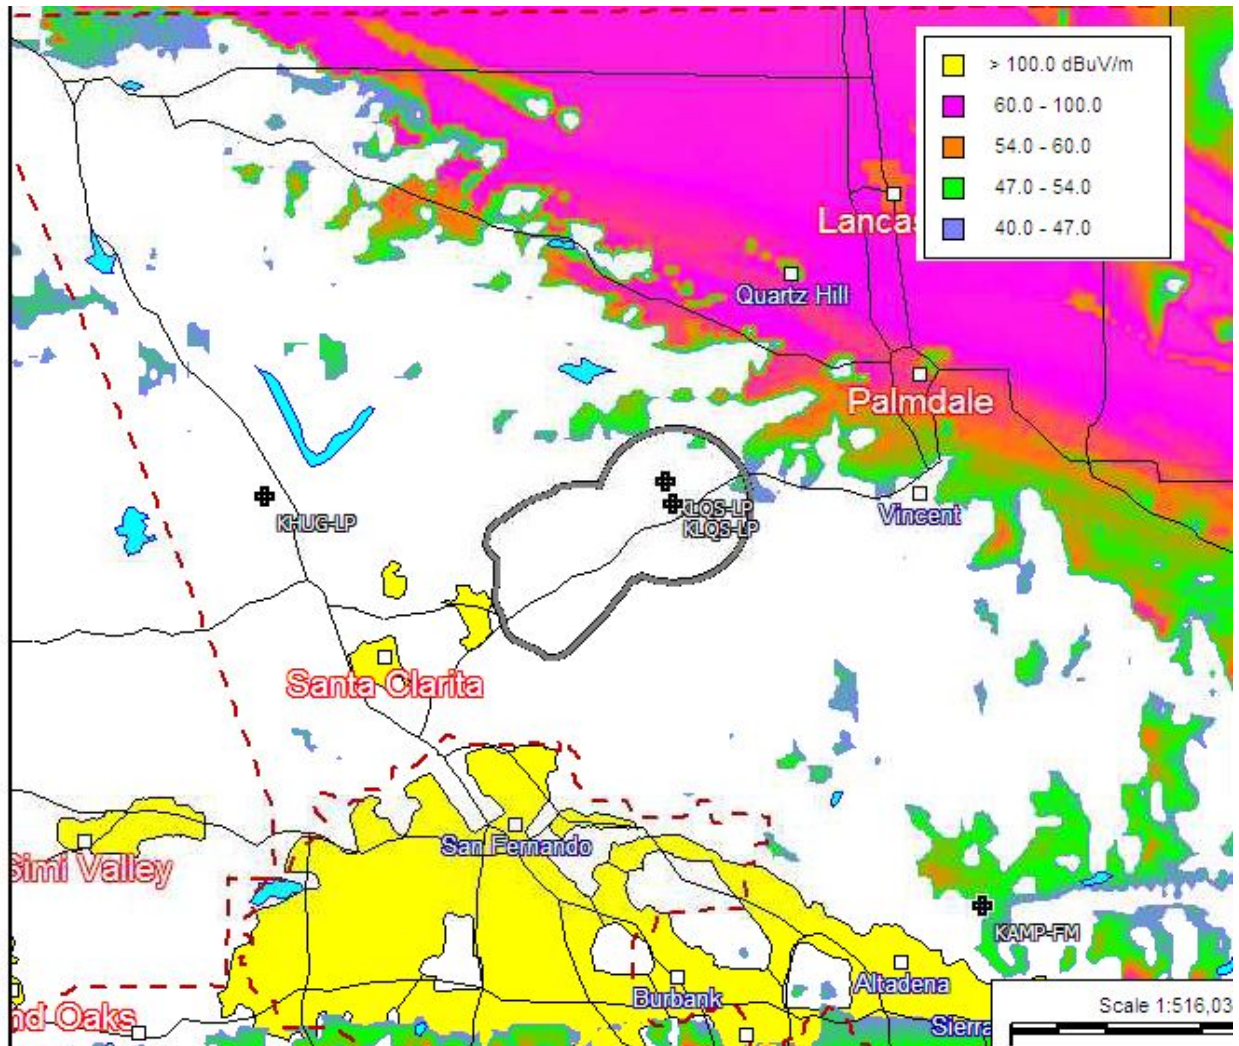 > 100.0 dBuV/m
60.0 - 100.0
54.0 - 60.0
47.0 - 54.0
40.0 - 47.0
Lancas
Quartz Hill
Palmdale
KLQS-LP
KLQS-LP
Vincent
KHUG-LP
Santa Clarita
San Fernando
Simi Valley
KAMP-FM
Altadena
Burbank
nd Oaks
Sierra
Scale 1:516,03